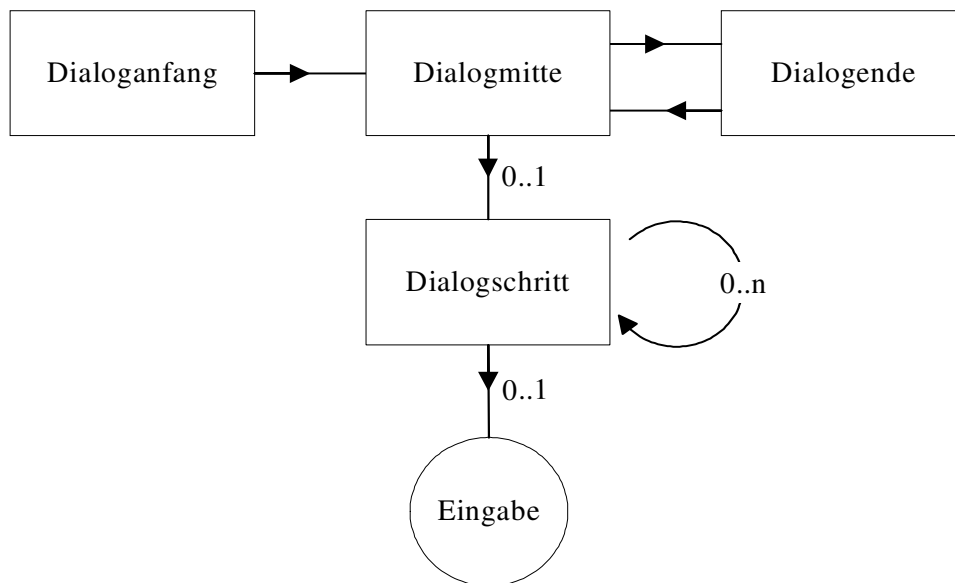 Dialoganfang
Dialogmitte
Dialogende
0..1
Dialogschritt
0..n
0..1
Eingabe